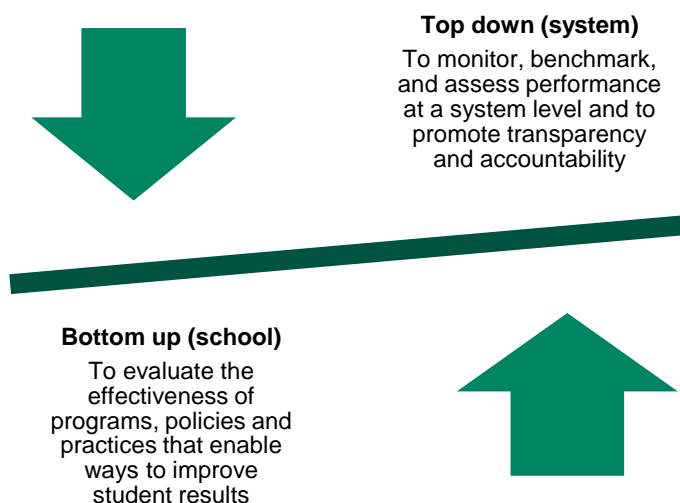 Top down (system)
To monitor, benchmark,
and assess performance
at a system level and to
promote transparency
and accountability
Bottom up (school)
To evaluate the
effectiveness of
programs, policies and
practices that enable
ways to improve
student results